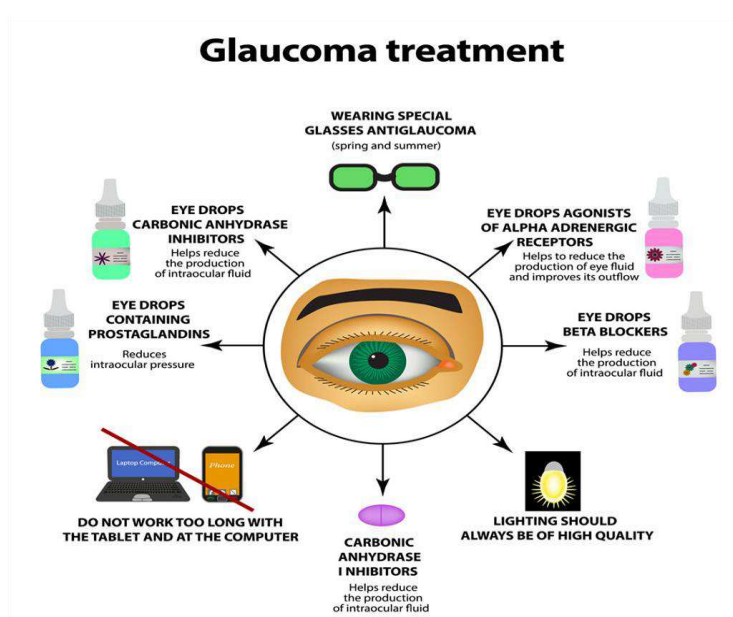 Glaucoma treatment
WEARING SPECIAL
GLASSES ANTIGLAUCOMA
(spring and summer)
EYE DROPS
CARBONIC ANHYDRASE
INHIBITORS
Helps reduce
the production
of intraocular fluid
EYE DROPS AGONISTS
OF ALPHA ADRENERGIC
RECEPTORS
Helps to reduce the
production of eye fluid
and improves its outflow
EYE DROPS
CONTAINING
PROSTAGLANDINS
Reduces
intraocular pressure
EYE DROPS
BETA BLOCKERS
Helps reduce
the production
of intraocular fluid
Laptop Computer
Phone
DO NOT WORK TOO LONG WITH
THE TABLET AND AT THE COMPUTER
CARBONIC
ANHYDRASE
I NHIBITORS
Helps reduce
the production
of intraocular fluid
LIGHTING SHOULD
ALWAYS BE OF HIGH QUALITY